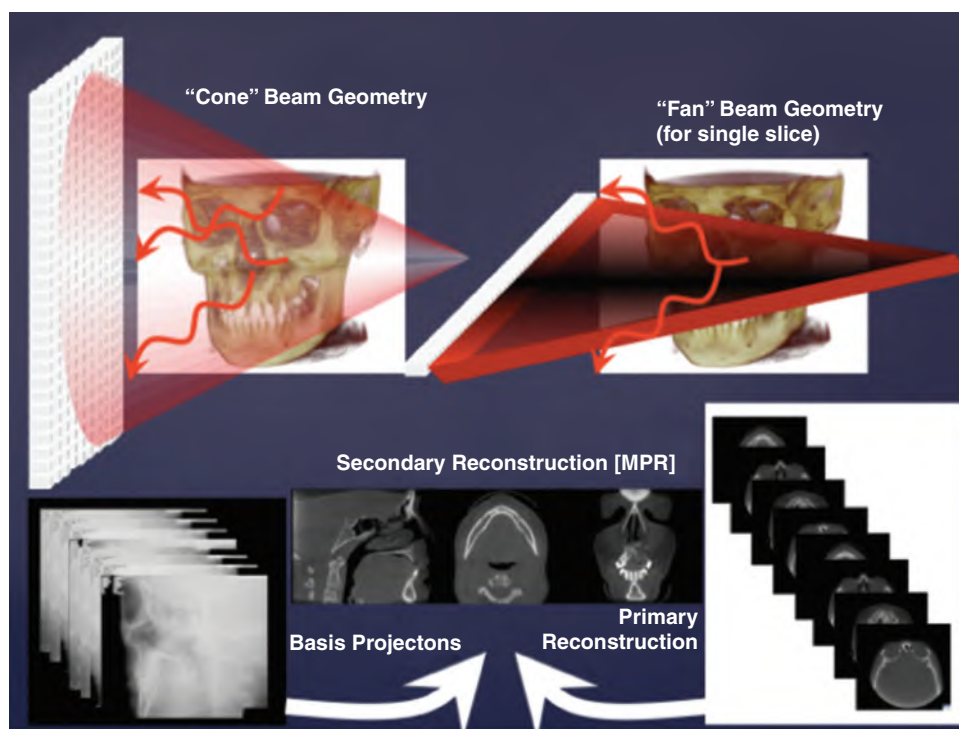 “Cone” Beam Geometry
“Fan” Beam Geometry
(for single slice)
Secondary Reconstruction [MPR]
Basis Projectons
Primary
Reconstruction